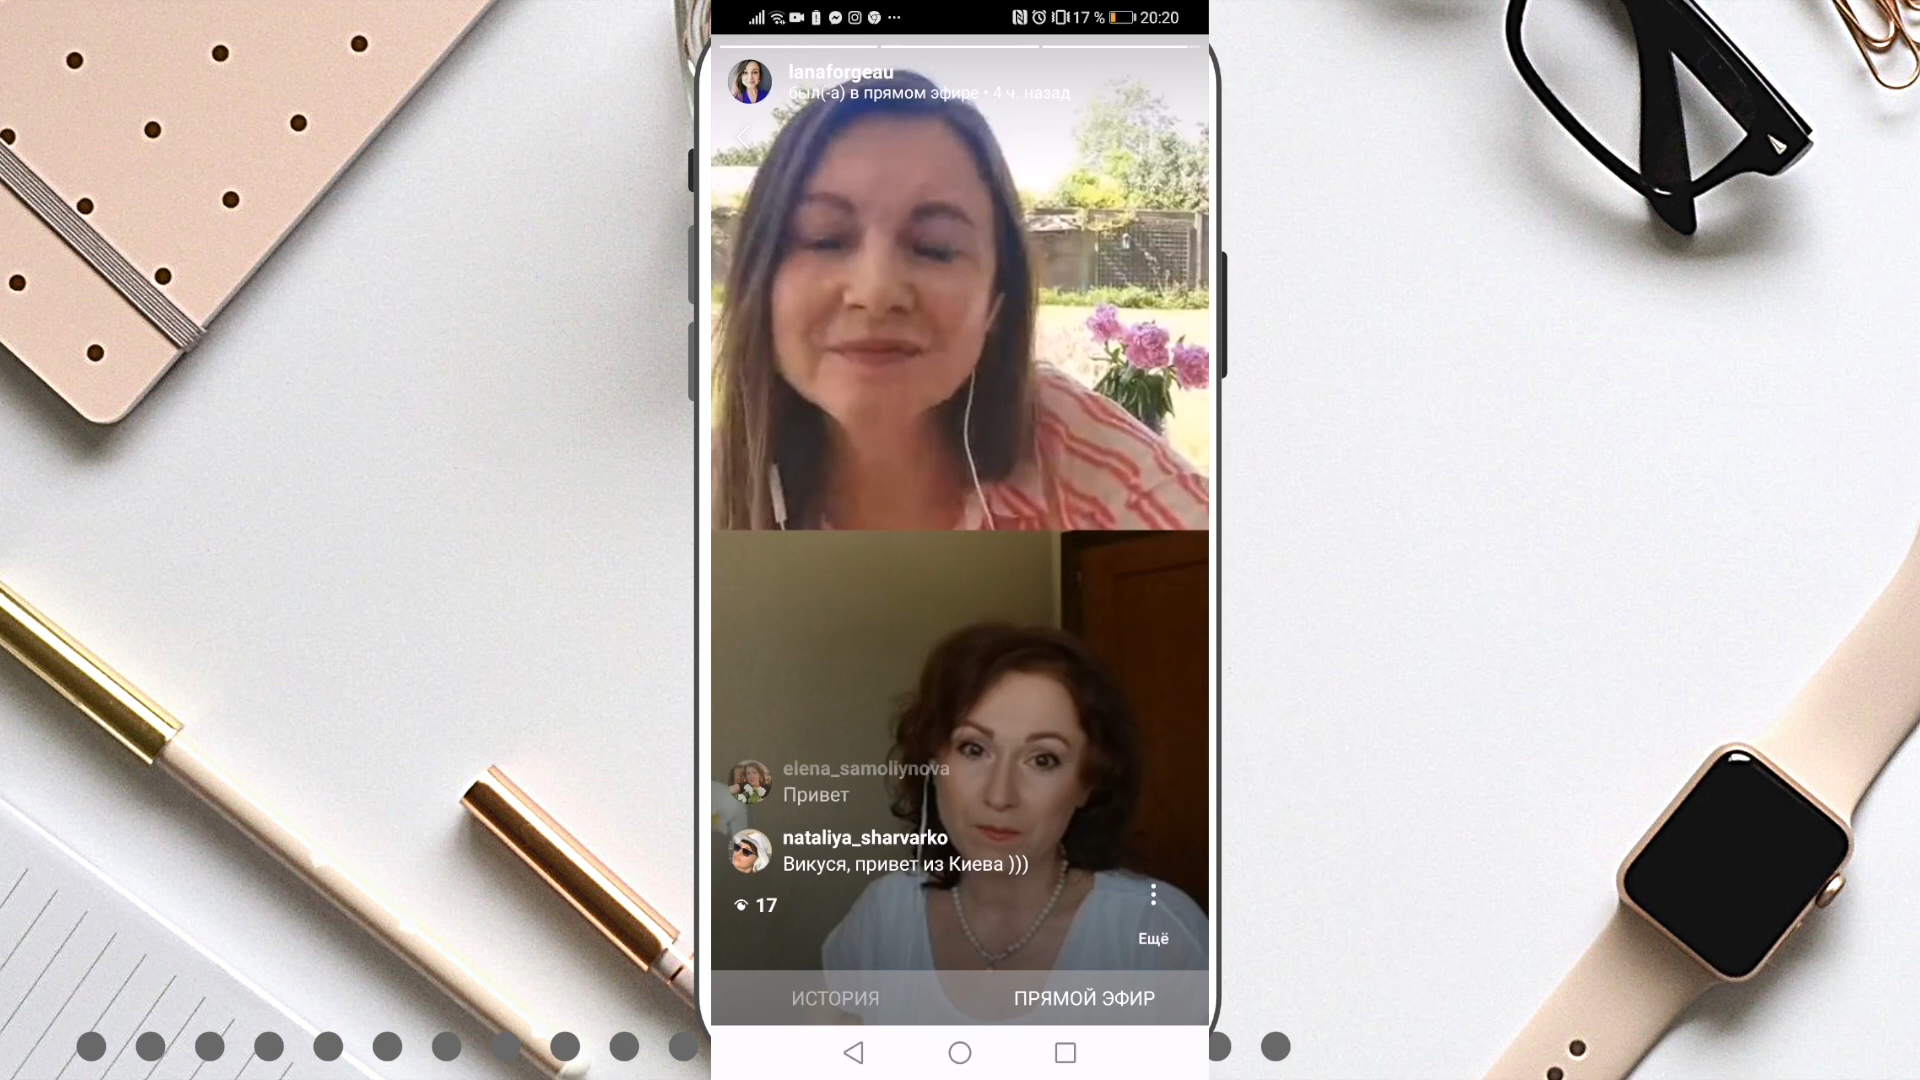 17 % 20:20
lanaforgeau
был(-а) в прямом эфире • 4 ч. назад
elena_samoliynova
Привет
nataliya_sharvarko
Викуся, привет из Киева )))
17
Ещё
ИСТОРИЯ ПРЯМОЙ ЭФИР